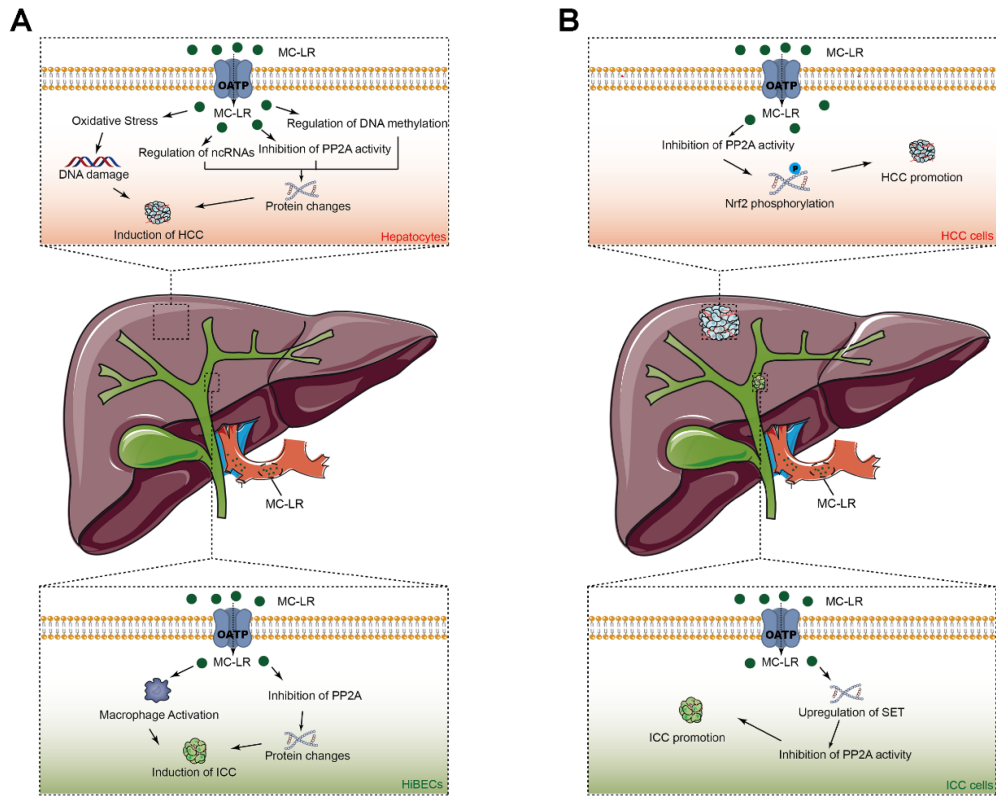 A
MC-LR
OATP
MC-LR
Oxidative Stress
Regulation of DNA methylation
Regulation of ncRNAs
Inhibition of PP2A activity
DNA damage
Protein changes
Induction of HCC
Hepatocytes
MC-LR
MC-LR
OATP
MC-LR
Inhibition of PP2A
Macrophage Activation
Protein changes
Induction of ICC
HiBECs
B
MC-LR
OATP
MC-LR
Inhibition of PP2A activity
P
HCC promotion
Nrf2 phosphorylation
HCC cells
MC-LR
MC-LR
OATP
MC-LR
Upregulation of SET
ICC promotion
Inhibition of PP2A activity
ICC cells